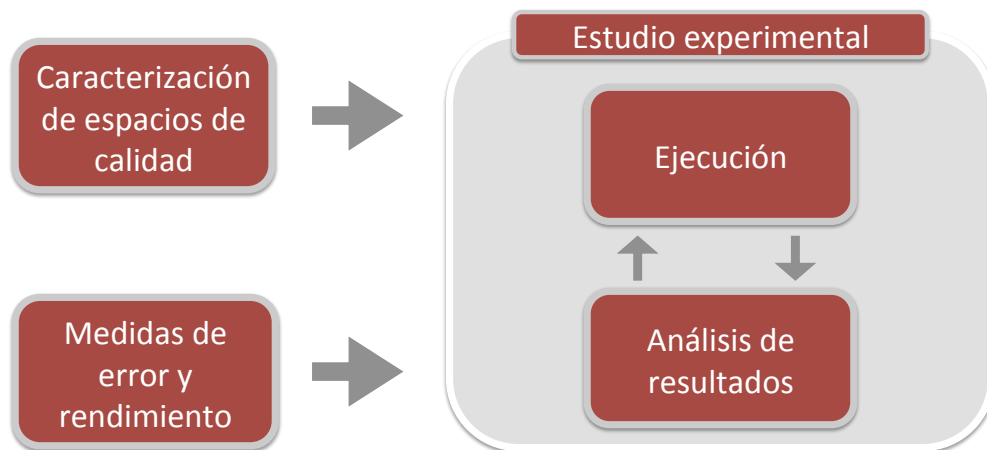 Caracterización
de espacios de
calidad
Estudio experimental
Ejecución
Medidas de
error y
rendimiento
Análisis de
resultados